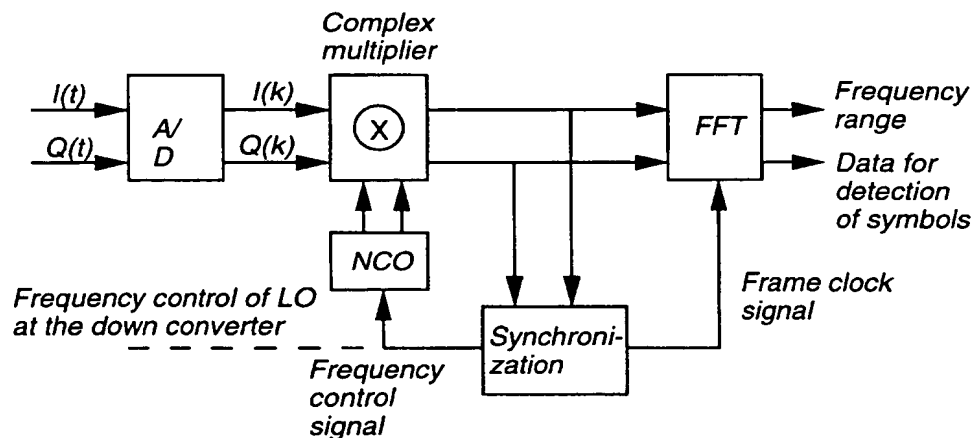 Complex
multiplier
I(t)
I(k)
Q(t)
Q(k)
A/
D
X
FFT
Frequency
range
Data for
detection
of symbols
NCO
Frequency control of LO
at the down converter
Frame clock
signal
Synchroni-
zation
Frequency
control
signal